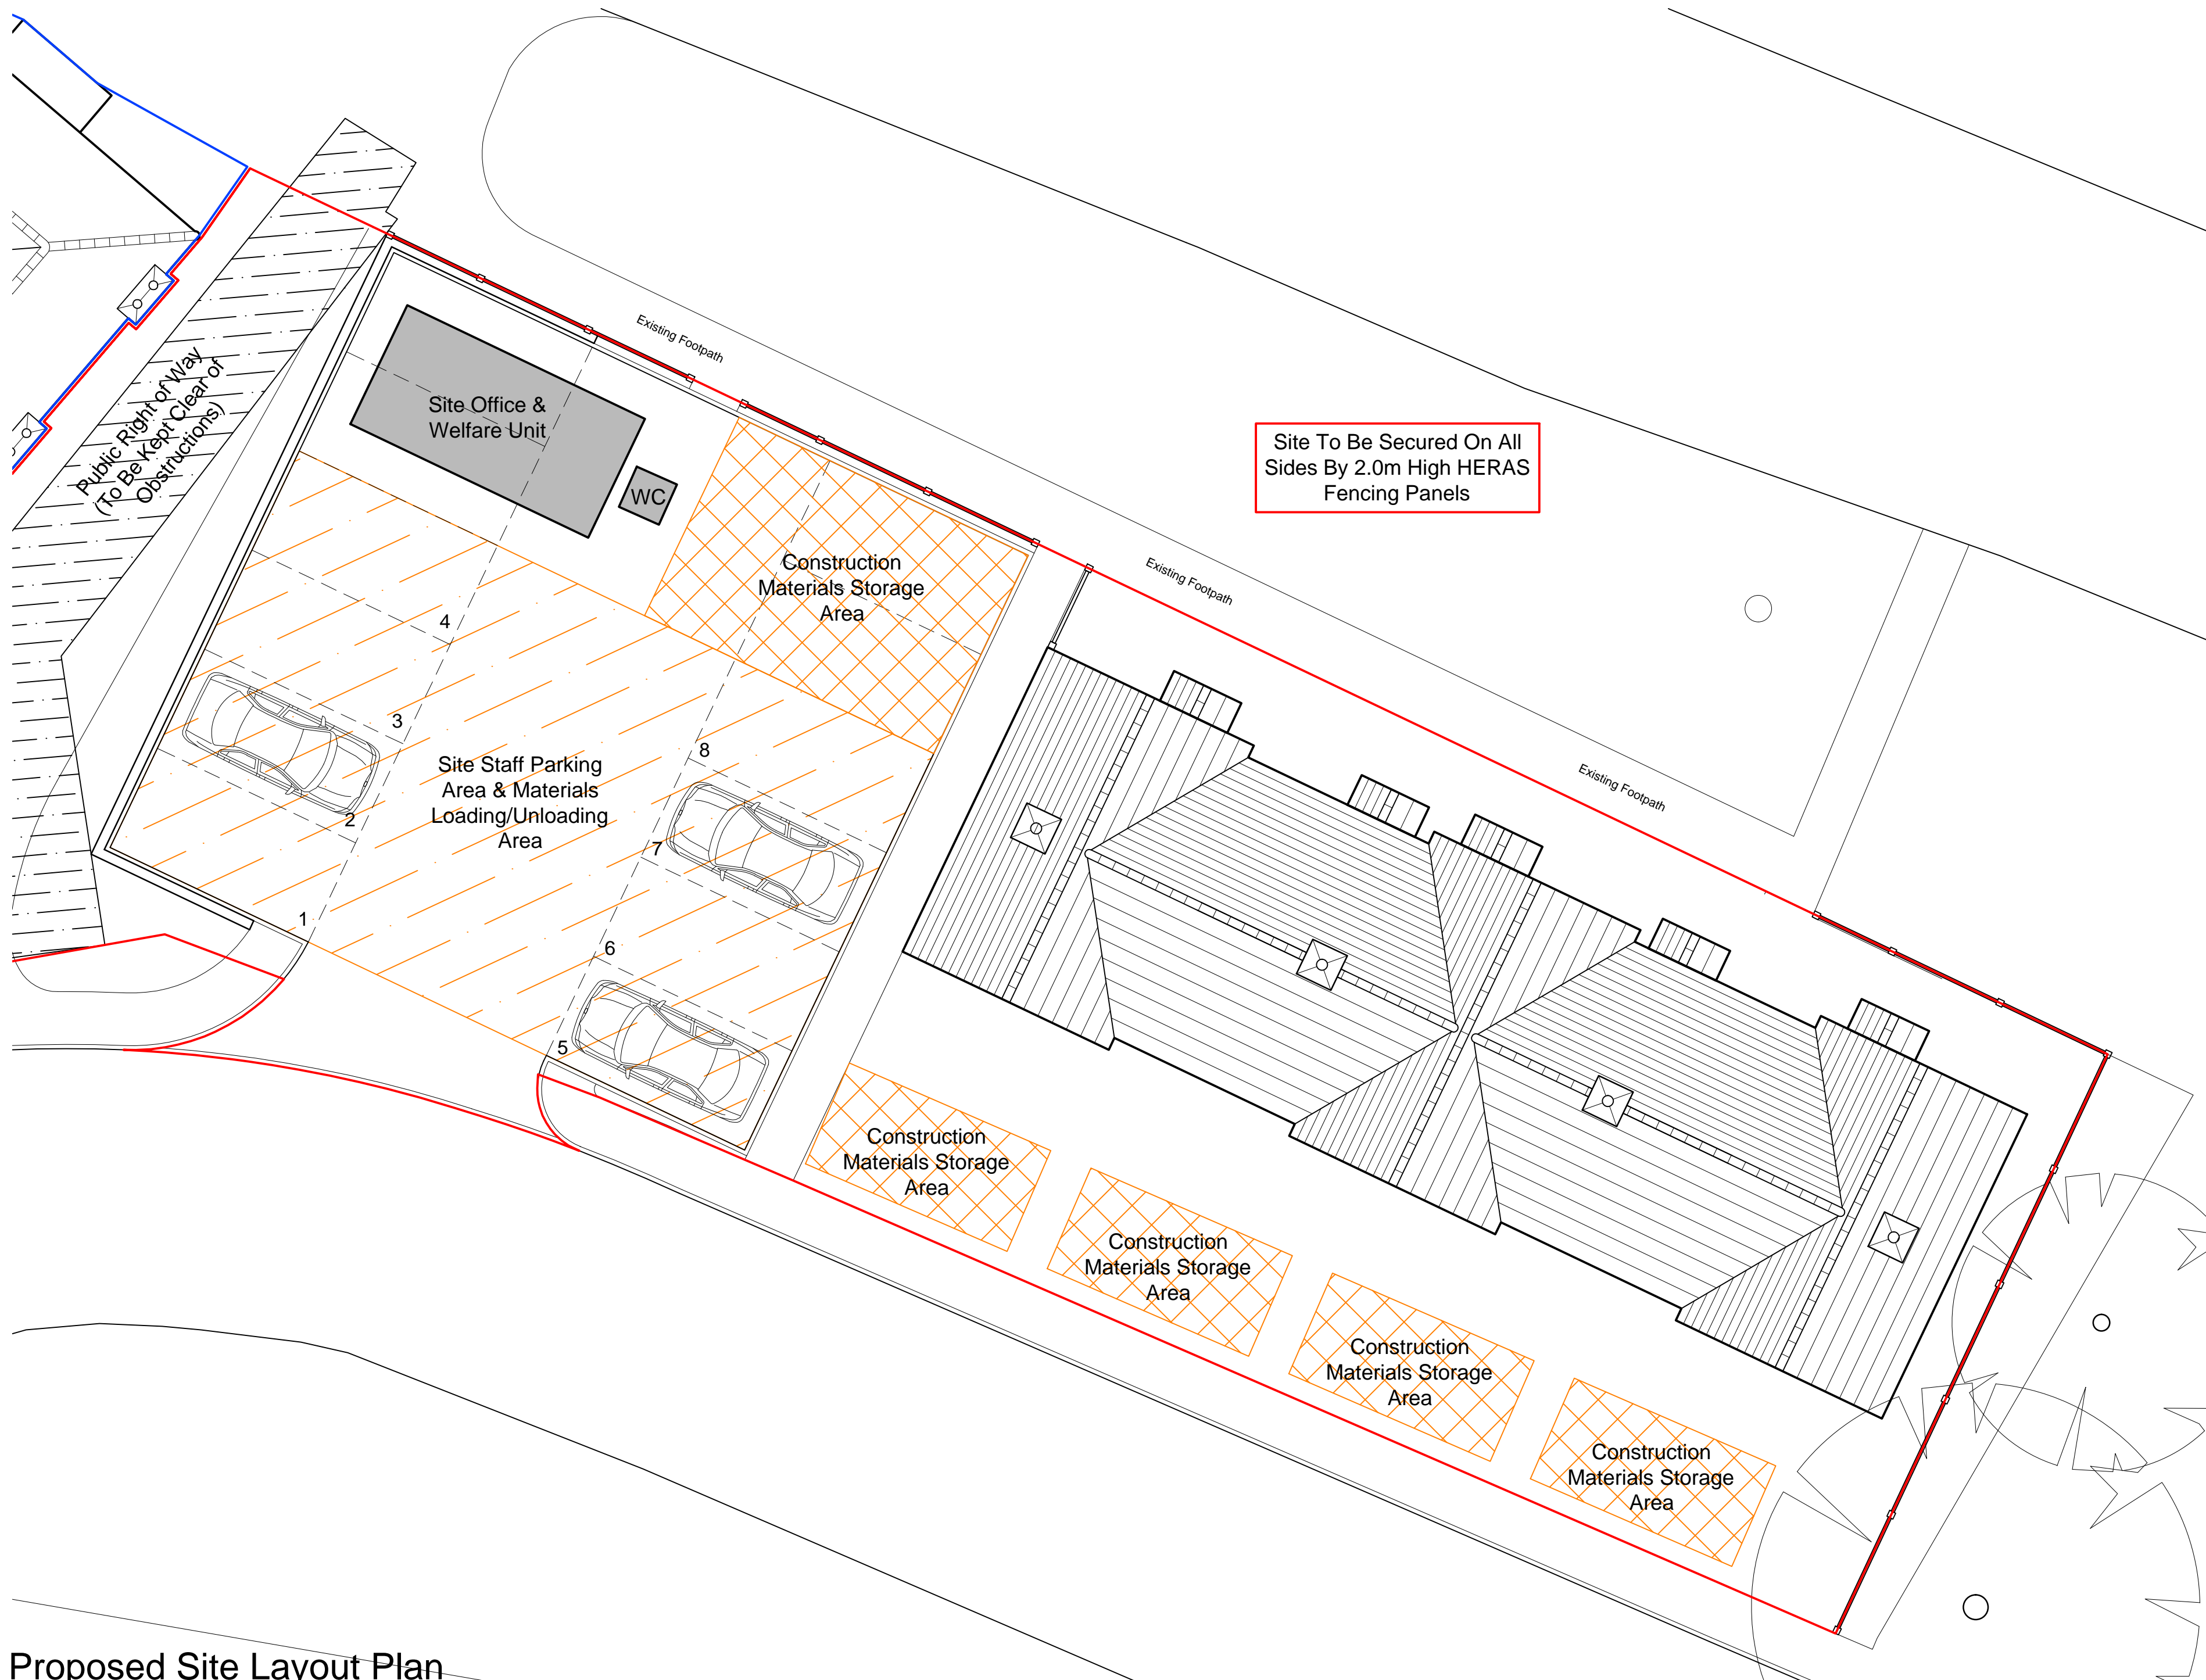 Existing Footpath
Public Right of Way
(To Be Kept Clear of
Obstructions)
Site Office &
Welfare Unit
WC
Site To Be Secured On All
Sides By 2.0m High HERAS
Fencing Panels
Construction
Materials Storage
Area
Existing Footpath
4
3
8
Existing Footpath
Site Staff Parking
Area & Materials
Loading/Unloading
Area
2
7
1
6
5
Construction
Materials Storage
Area
Construction
Materials Storage
Area
Construction
Materials Storage
Area
Construction
Materials Storage
Area
Proposed Site Layout Plan